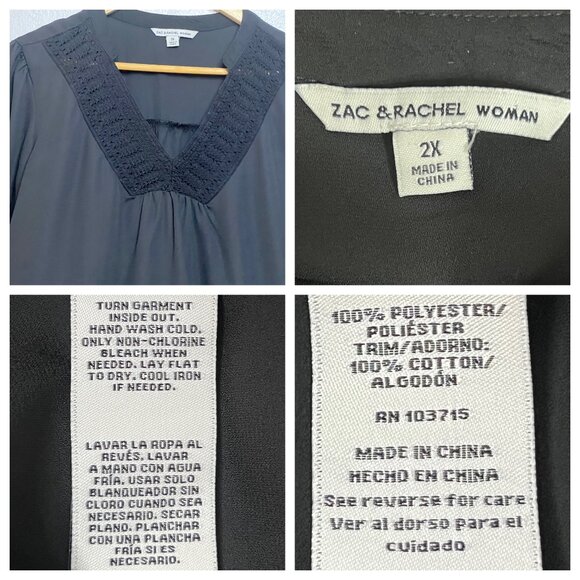 ZAC & RACHEL WOMAN
ZAC & RACHEL WOMAN
2X
MADE IN
CHINA
TURN GARMENT
INSIDE OUT.
HAND WASH COLD.
ONLY NON-CHLORINE
BLEACH WHEN
NEEDED. LAY FLAT
TO DRY. COOL IRON
IF NEEDED.
LAVAR LA ROPA AL
REVÉS. LAVAR
A MANO CON AGUA
FRÍA. USAR SOLO
BLANQUEADOR SIN
CLORO CUANDO SEA
NECESARIO. SECAR
PLANO. PLANCHAR
CON UNA PLANCHA
FRÍA SI ES
NECESARIO.
100% POLYESTER/
POLIÉSTER
TRIM/ADORNO:
100% COTTON/
ALGODÓN
RN 103715
MADE IN CHINA
HECHO EN CHINA
See reverse for care
Ver al dorso para el
cuidado